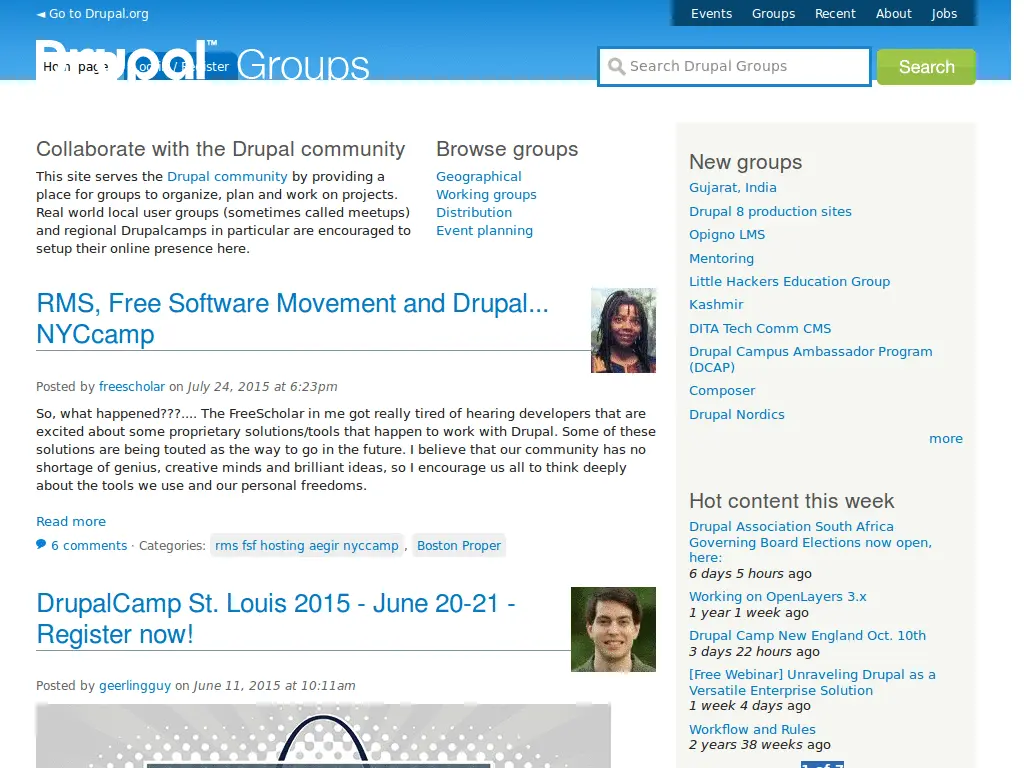 ◄ Go to Drupal.org
Events Groups Recent About Jobs
Drupal™ Groups
Home page Login / Register
Search Drupal Groups
Search
Collaborate with the Drupal community
This site serves the Drupal community by providing a
place for groups to organize, plan and work on projects.
Real world local user groups (sometimes called meetups)
and regional Drupalcamps in particular are encouraged to
setup their online presence here.
Browse groups
Geographical
Working groups
Distribution
Event planning
RMS, Free Software Movement and Drupal...
NYCcamp
Posted by freescholar on July 24, 2015 at 6:23pm
So, what happened???.... The FreeScholar in me got really tired of hearing developers that are
excited about some proprietary solutions/tools that happen to work with Drupal. Some of these
solutions are being touted as the way to go in the future. I believe that our community has no
shortage of genius, creative minds and brilliant ideas, so I encourage us all to think deeply
about the tools we use and our personal freedoms.
Read more
6 comments · Categories: rms fsf hosting aegir nyccamp , Boston Proper
DrupalCamp St. Louis 2015 - June 20-21 -
Register now!
Posted by geerlingguy on June 11, 2015 at 10:11am
New groups
Gujarat, India
Drupal 8 production sites
Opigno LMS
Mentoring
Little Hackers Education Group
Kashmir
DITA Tech Comm CMS
Drupal Campus Ambassador Program
(DCAP)
Composer
Drupal Nordics
more
Hot content this week
Drupal Association South Africa
Governing Board Elections now open,
here:
6 days 5 hours ago
Working on OpenLayers 3.x
1 year 1 week ago
Drupal Camp New England Oct. 10th
3 days 22 hours ago
[Free Webinar] Unraveling Drupal as a
Versatile Enterprise Solution
1 week 4 days ago
Workflow and Rules
2 years 38 weeks ago
1 of 7